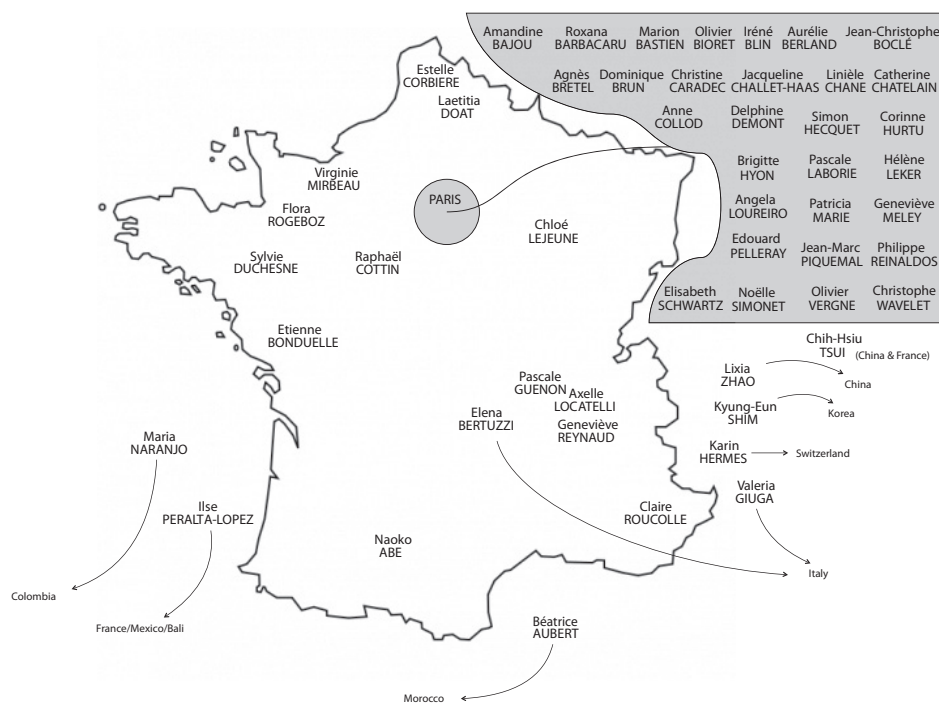 Amandine
BAJOU
Roxana
BARBACARU
Marion
BASTIEN
Olivier
BIORET
Iréné
BLIN
Aurélie
BERLAND
Jean-Christophe
BOCLÉ
Agnès
BRETEL
Dominique
BRUN
Christine
CARADEC
Jacqueline
CHALLET-HAAS
Linièle
CHANE
Catherine
CHATELAIN
Anne
COLLOD
Delphine
DEMONT
Simon
HECQUET
Corinne
HURTU
Brigitte
HYON
Pascale
LABORIE
Hélène
LEKER
Angela
LOUREIRO
Patricia
MARIE
Geneviève
MELEY
Edouard
PELLERAY
Jean-Marc
PIQUEMAL
Philippe
REINALDOS
Elisabeth
SCHWARTZ
Noëlle
SIMONET
Olivier
VERGNE
Christophe
WAVELET
Estelle
CORBIERE
Laetitia
DOAT
Virginie
MIRBEAU
PARIS
Flora
ROGEBOZ
Chloé
LEJEUNE
Sylvie
DUCHESNE
Raphaël
COTTIN
Etienne
BONDUELLE
Chih-Hsiu
TSUI (China & France)
Lixia
ZHAO
China
Pascale
GUENON
Axelle
LOCATELLI
Kyung-Eun
SHIM
Korea
Elena
BERTUZZI
Geneviève
REYNAUD
Maria
NARANJO
Karin
HERMES
Switzerland
Valeria
GIUGA
Ilse
PERALTA-LOPEZ
Claire
ROUCOLLE
Naoko
ABE
Italy
Colombia
France/Mexico/Bali
Béatrice
AUBERT
Morocco